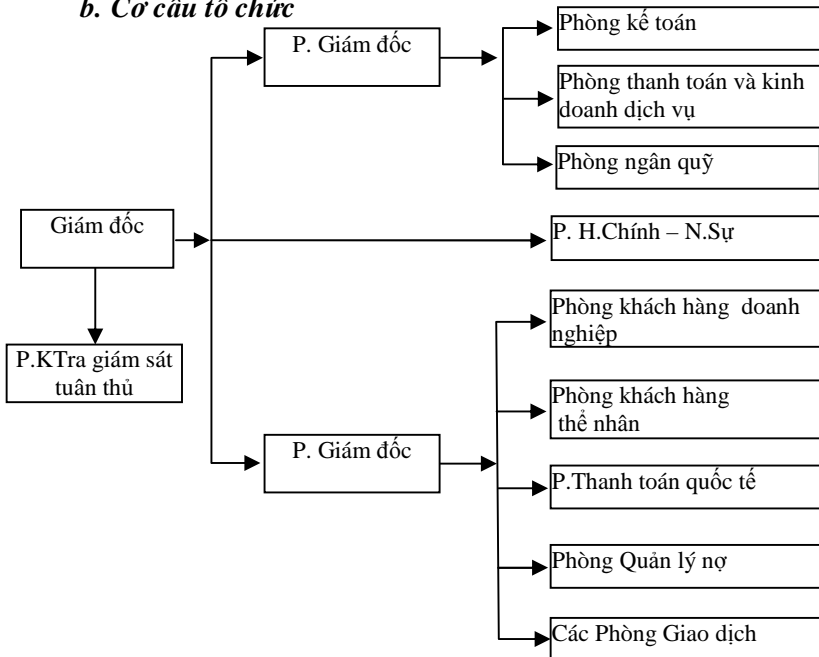 b. Cơ cấu tổ chức
P. Giám đốc
Phòng kế toán
Phòng thanh toán và kinh
doanh dịch vụ
Phòng ngân quỹ
Giám đốc
P. H.Chính – N.Sự
P.KTra giám sát
tuân thủ
P. Giám đốc
Phòng khách hàng doanh
nghiệp
Phòng khách hàng
thể nhân
P.Thanh toán quốc tế
Phòng Quản lý nợ
Các Phòng Giao dịch